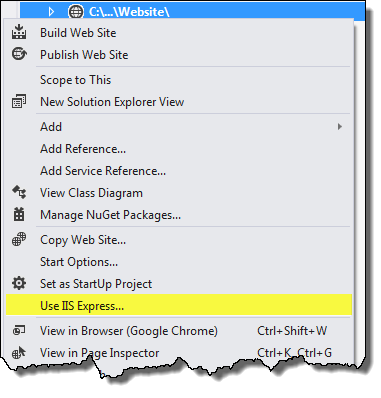 C:\...\Website\
Build Web Site
Publish Web Site
Scope to This
New Solution Explorer View
Add
Add Reference...
Add Service Reference...
View Class Diagram
Manage NuGet Packages...
Copy Web Site...
Start Options...
Set as StartUp Project
Use IIS Express...
View in Browser (Google Chrome) Ctrl+Shift+W
View in Page Inspector Ctrl+K, Ctrl+G